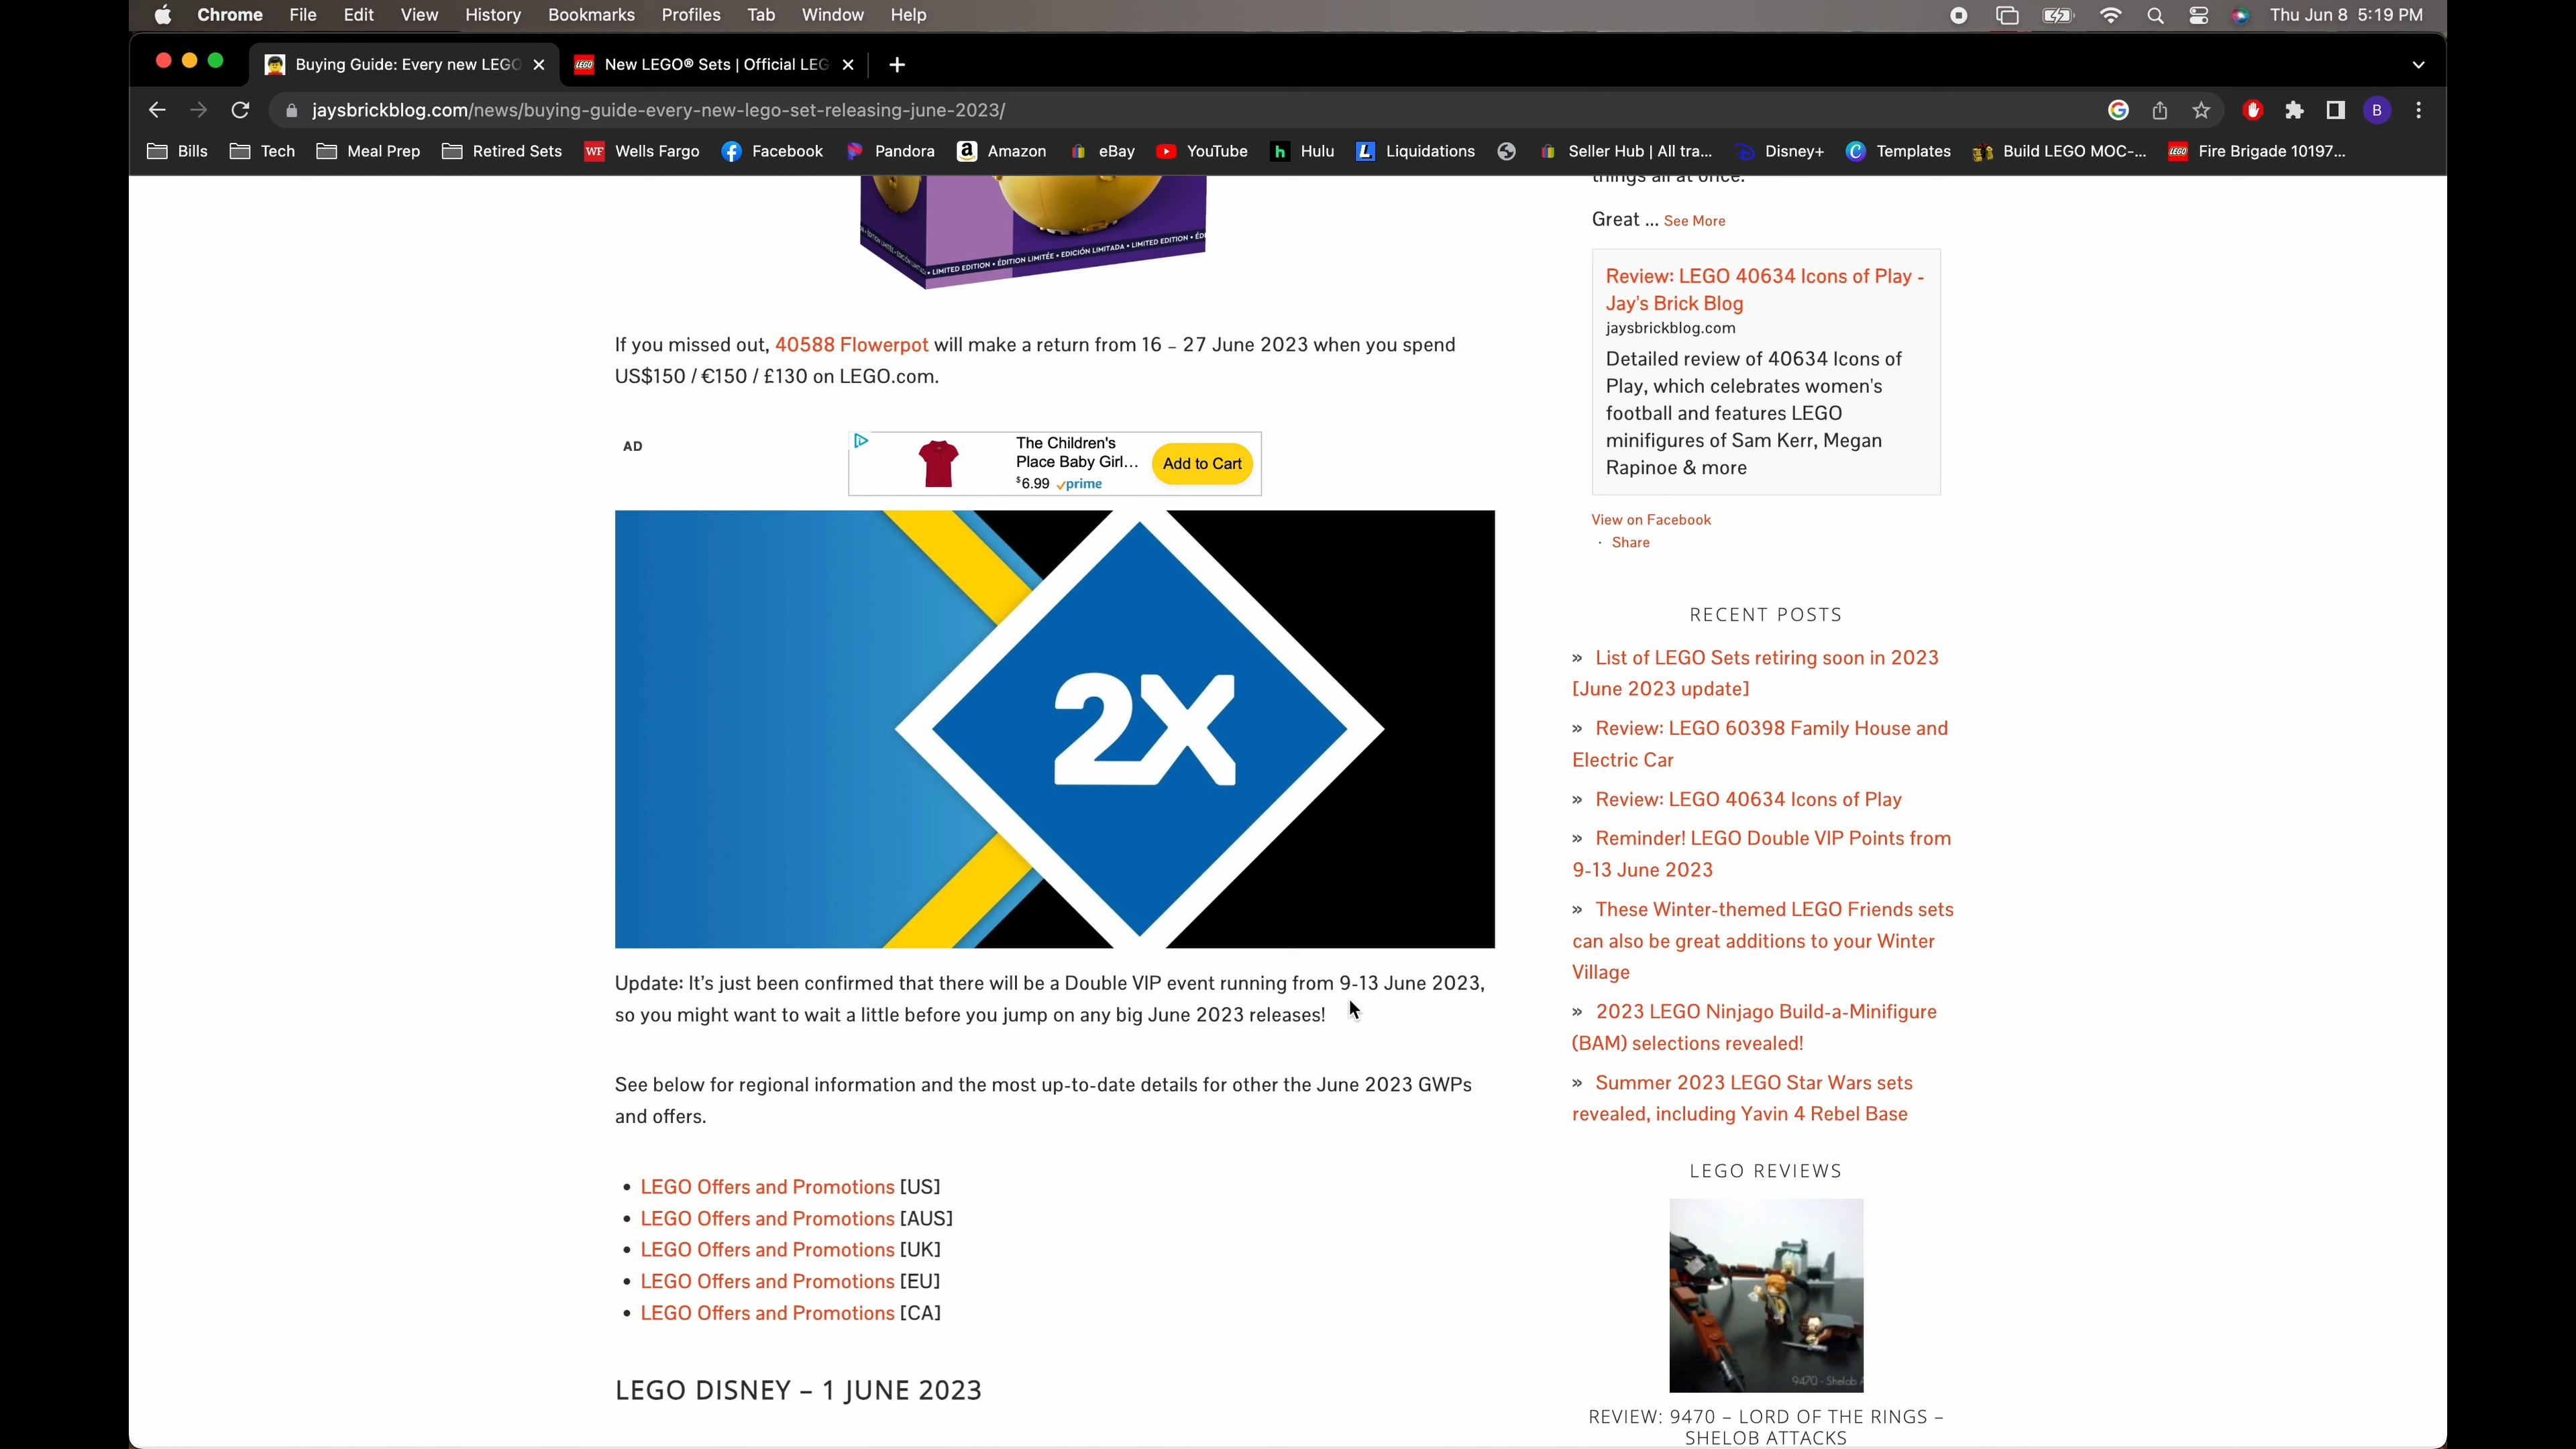 Chrome File Edit View History Bookmarks Profiles Tab Window Help Thu Jun 8 5:19 PM
Buying Guide: Every new LEGO New LEGO® Sets | Official LEG
jaysbrickblog.com/news/buying-guide-every-new-lego-set-releasing-june-2023/ B
Bills Tech Meal Prep Retired Sets WF Wells Fargo Facebook Pandora Amazon eBay YouTube h Hulu L Liquidations Seller Hub | All tra... Disney+ Templates Build LEGO MOC-... Fire Brigade 10197...
• LIMITED EDITION • ÉDITION LIMITÉE • EDICIÓN LIMITADA • LIMITED EDITION •
If you missed out, 40588 Flowerpot will make a return from 16 – 27 June 2023 when you spend
US$150 / €150 / £130 on LEGO.com.
AD
The Children's
Place Baby Girl...
$6.99 prime
Add to Cart
2X
Update: It's just been confirmed that there will be a Double VIP event running from 9-13 June 2023,
so you might want to wait a little before you jump on any big June 2023 releases!
See below for regional information and the most up-to-date details for other the June 2023 GWPs
and offers.
• LEGO Offers and Promotions [US]
• LEGO Offers and Promotions [AUS]
• LEGO Offers and Promotions [UK]
• LEGO Offers and Promotions [EU]
• LEGO Offers and Promotions [CA]
LEGO DISNEY – 1 JUNE 2023
things all at once.
Great ... See More
Review: LEGO 40634 Icons of Play -
Jay's Brick Blog
jaysbrickblog.com
Detailed review of 40634 Icons of
Play, which celebrates women's
football and features LEGO
minifigures of Sam Kerr, Megan
Rapinoe & more
View on Facebook
· Share
RECENT POSTS
» List of LEGO Sets retiring soon in 2023
[June 2023 update]
» Review: LEGO 60398 Family House and
Electric Car
» Review: LEGO 40634 Icons of Play
» Reminder! LEGO Double VIP Points from
9-13 June 2023
» These Winter-themed LEGO Friends sets
can also be great additions to your Winter
Village
» 2023 LEGO Ninjago Build-a-Minifigure
(BAM) selections revealed!
» Summer 2023 LEGO Star Wars sets
revealed, including Yavin 4 Rebel Base
LEGO REVIEWS
9470 - Shelob
REVIEW: 9470 – LORD OF THE RINGS –
SHELOB ATTACKS